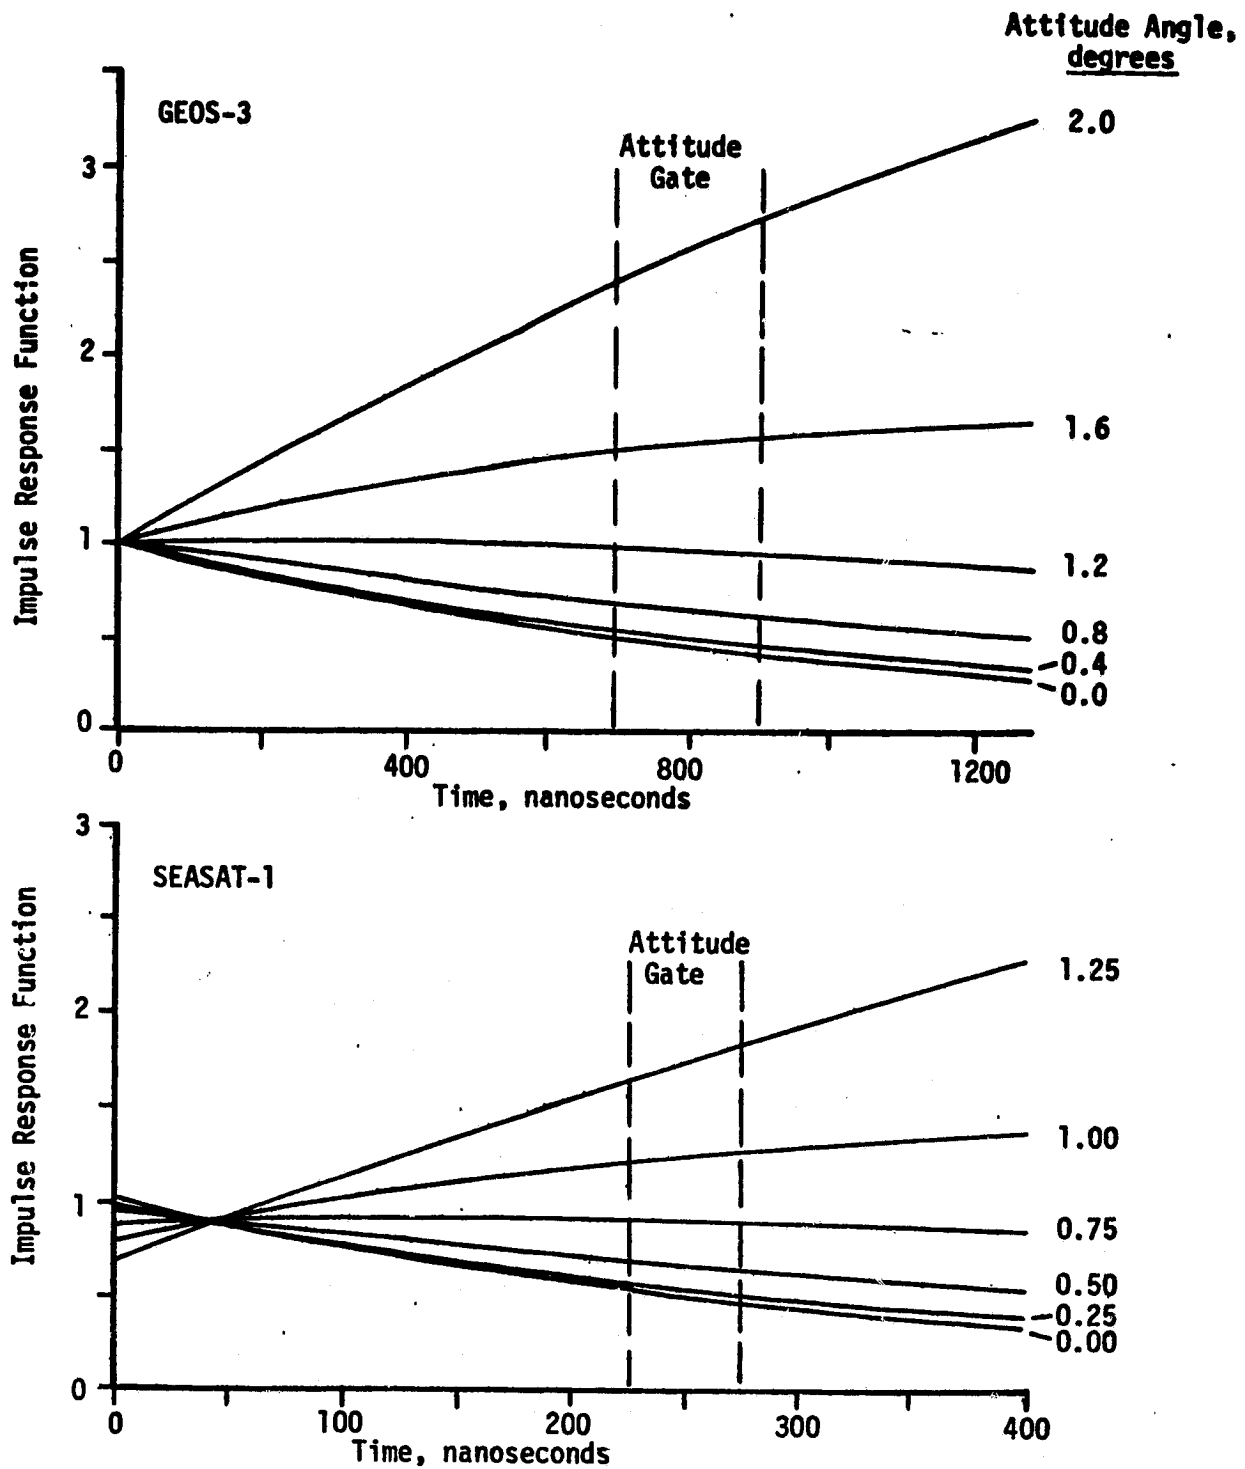 Attitude Angle,
degrees
GEOS-3
2.0
Attitude
Gate
3
2
1.6
1
1.2
0.8
0.4
0.0
0
0
400
800
1200
Time, nanoseconds
Impulse Response Function
3
SEASAT-1
Attitude
Gate
1.25
2
1.00
1
0.75
0.50
0.25
0.00
0
0
100
200
300
400
Time, nanoseconds
Impulse Response Function